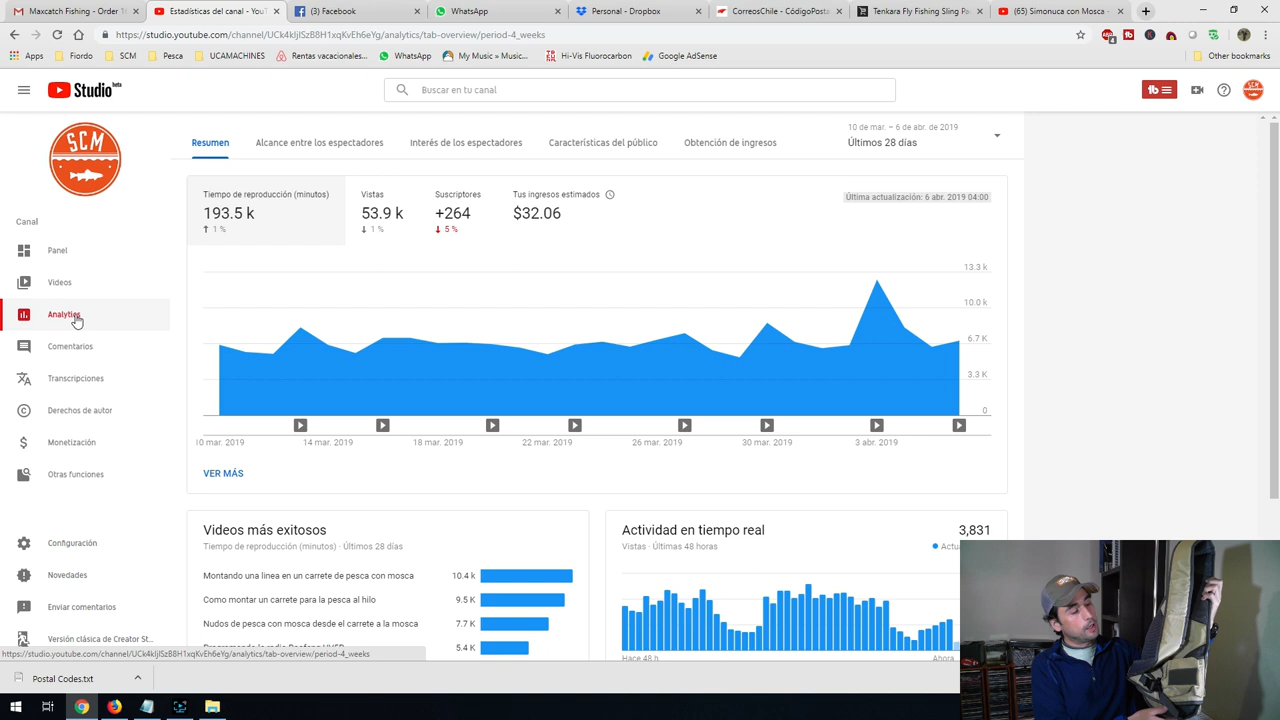 Maxcatch Fishing - Order 1
Estadísticas del canal - YouT
(3) Facebook
WhatsApp
Personal - Dropbox
CorreosChile - CódigoPosta
Tenkara Fly Fishing Sling Pa
(65) Simonuca con Mosca -
https://studio.youtube.com/channel/UCk4kIjISzB8H1xqKvEh6eYg/analytics/tab-overview/period-4_weeks
Apps
Fiordo
SCM
Pesca
UCAMACHINES
Rentas vacacionales...
WhatsApp
My Music » Music...
Hi-Vis Fluorocarbon
Google AdSense
Other bookmarks
Studio beta
Buscar en tu canal
SCM
Canal
Panel
Videos
Analytics
Comentarios
Transcripciones
Derechos de autor
Monetización
Otras funciones
Configuración
Novedades
Enviar comentarios
Versión clásica de Creator St...
Resumen
Alcance entre los espectadores
Interés de los espectadores
Características del público
Obtención de ingresos
10 de mar. – 6 de abr. de 2019
Últimos 28 días
Tiempo de reproducción (minutos)
193.5 k
1 %
Vistas
53.9 k
1 %
Suscriptores
+264
5 %
Tus ingresos estimados
$32.06
Última actualización: 6 abr. 2019 04:00
13.3 k
10.0 k
6.7 K
3.3 K
0
10 mar. 2019
14 mar. 2019
18 mar. 2019
22 mar. 2019
26 mar. 2019
30 mar. 2019
3 abr. 2019
VER MÁS
Videos más exitosos
Tiempo de reproducción (minutos) · Últimos 28 días
Montando una linea en un carrete de pesca con mosca 10.4 k
Como montar un carrete para la pesca al hilo 9.5 K
Nudos de pesca con mosca desde el carrete a la mosca 7.7 K
5.4 K
Actividad en tiempo real
3,831
Vistas · Últimas 48 horas
Actu
Hace 48 h
Ahora
https://studio.youtube.com/channel/UCk4kIjISzB8H1xqKvEh6eYg/analytics/tab-overview/period-4_weeks
Postal Codes.txt